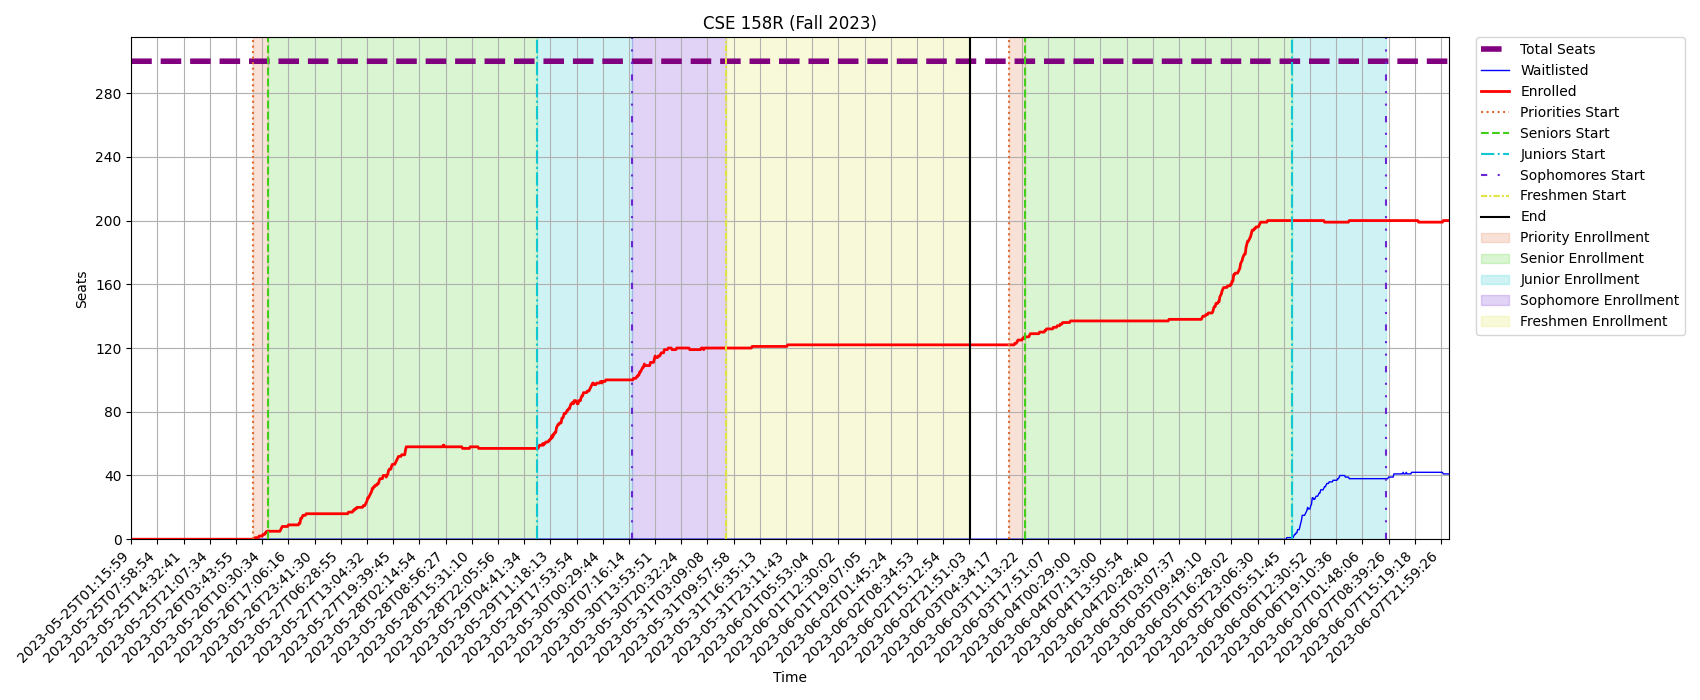 CSE 158R (Fall 2023)
Seats
280
240
200
160
120
80
40
0
2023-05-25T01:15:59
2023-05-25T07:58:54
2023-05-25T14:32:41
2023-05-25T21:07:34
2023-05-26T03:43:55
2023-05-26T10:30:34
2023-05-26T17:06:16
2023-05-26T23:41:30
2023-05-27T06:28:55
2023-05-27T13:04:32
2023-05-27T19:39:45
2023-05-28T02:14:54
2023-05-28T08:56:27
2023-05-28T15:31:10
2023-05-28T22:05:56
2023-05-29T04:41:34
2023-05-29T11:18:13
2023-05-29T17:53:54
2023-05-30T00:29:44
2023-05-30T07:16:14
2023-05-30T13:53:51
2023-05-30T20:32:24
2023-05-31T03:09:08
2023-05-31T09:57:58
2023-05-31T16:35:13
2023-05-31T23:11:43
2023-06-01T05:53:04
2023-06-01T12:30:02
2023-06-01T19:07:05
2023-06-02T01:45:24
2023-06-02T08:34:53
2023-06-02T15:12:54
2023-06-02T21:51:03
2023-06-03T04:34:17
2023-06-03T11:13:22
2023-06-03T17:51:07
2023-06-04T00:29:00
2023-06-04T07:13:00
2023-06-04T13:50:54
2023-06-04T20:28:40
2023-06-05T03:07:37
2023-06-05T09:49:10
2023-06-05T16:28:02
2023-06-05T23:06:30
2023-06-06T05:51:45
2023-06-06T12:30:52
2023-06-06T19:10:36
2023-06-07T01:48:06
2023-06-07T08:39:26
2023-06-07T15:19:18
2023-06-07T21:59:26
Time
Total Seats
Waitlisted
Enrolled
Priorities Start
Seniors Start
Juniors Start
Sophomores Start
Freshmen Start
End
Priority Enrollment
Senior Enrollment
Junior Enrollment
Sophomore Enrollment
Freshmen Enrollment